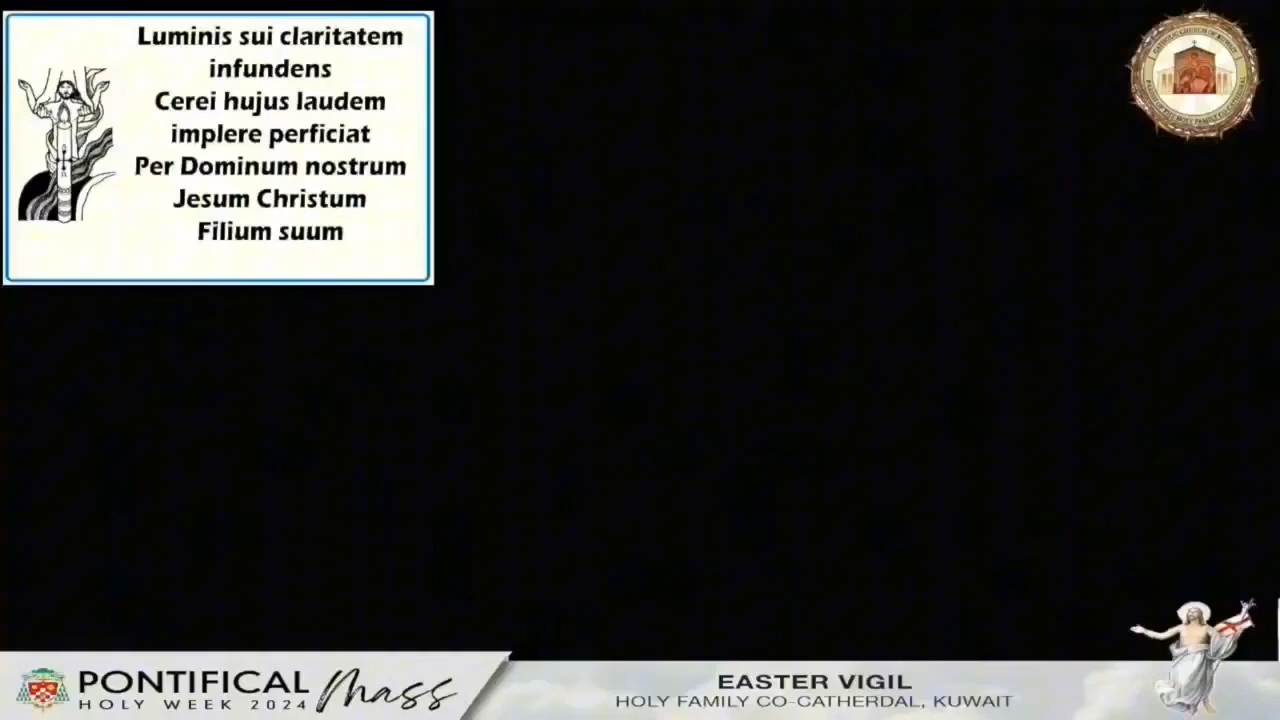 Luminis sui claritatem
infundens
Cerei hujus laudem
implere perficiat
Per Dominum nostrum
Jesum Christum
Filium suum
PONTIFICAL Mass
HOLY WEEK 2024
EASTER VIGIL
HOLY FAMILY CO-CATHERDAL, KUWAIT